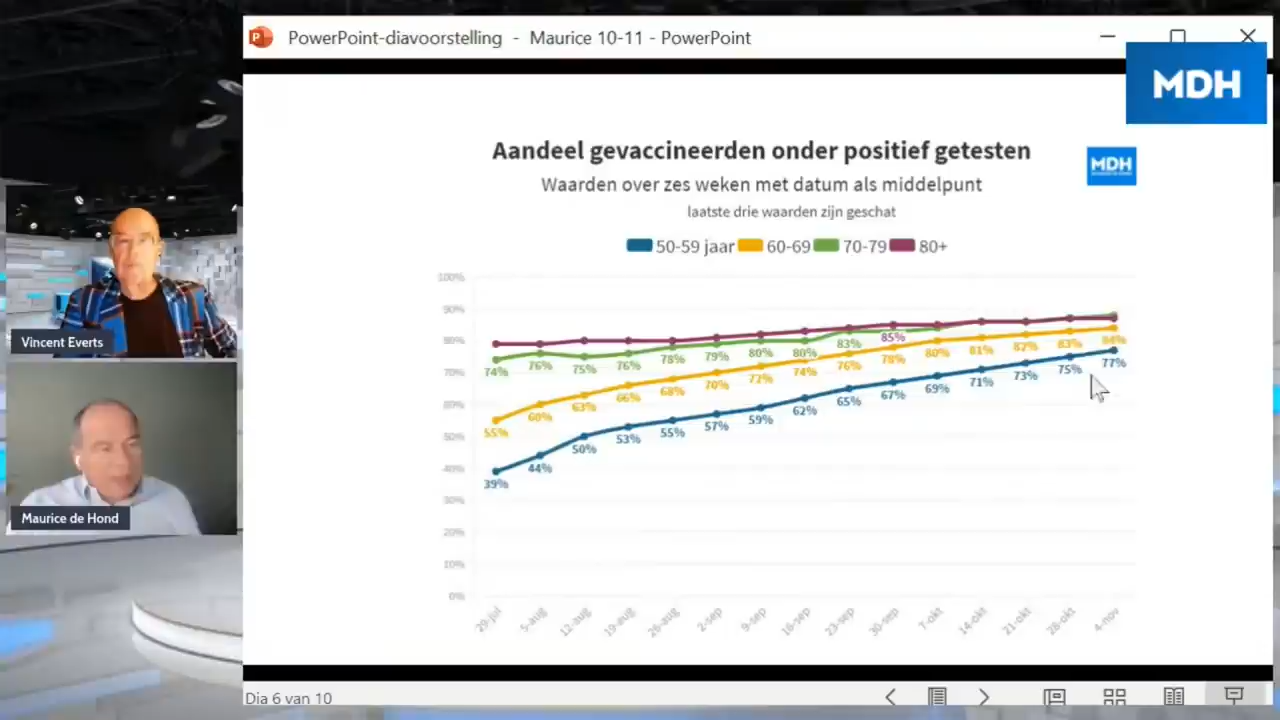 PowerPoint-diavoorstelling - Maurice 10-11 - PowerPoint
MDH
Aandeel gevaccineerden onder positief getesten
MDH
Waarden over zes weken met datum als middelpunt
laatste drie waarden zijn geschat
50-59 jaar 60-69 70-79 80+
100%
90%
80%
70%
60%
50%
40%
30%
20%
10%
0%
85%
74% 76% 75% 76% 78% 79% 80% 80% 83%
55% 60% 63% 66% 68% 70% 72% 74% 76% 78% 80% 81% 82% 83% 84%
39% 44% 50% 53% 55% 57% 59% 62% 65% 67% 69% 71% 73% 75% 77%
29-jul 5-aug 12-aug 19-aug 26-aug 2-sep 9-sep 16-sep 23-sep 30-sep 7-okt 14-okt 21-okt 28-okt 4-nov
Vincent Everts
Maurice de Hond
Dia 6 van 10